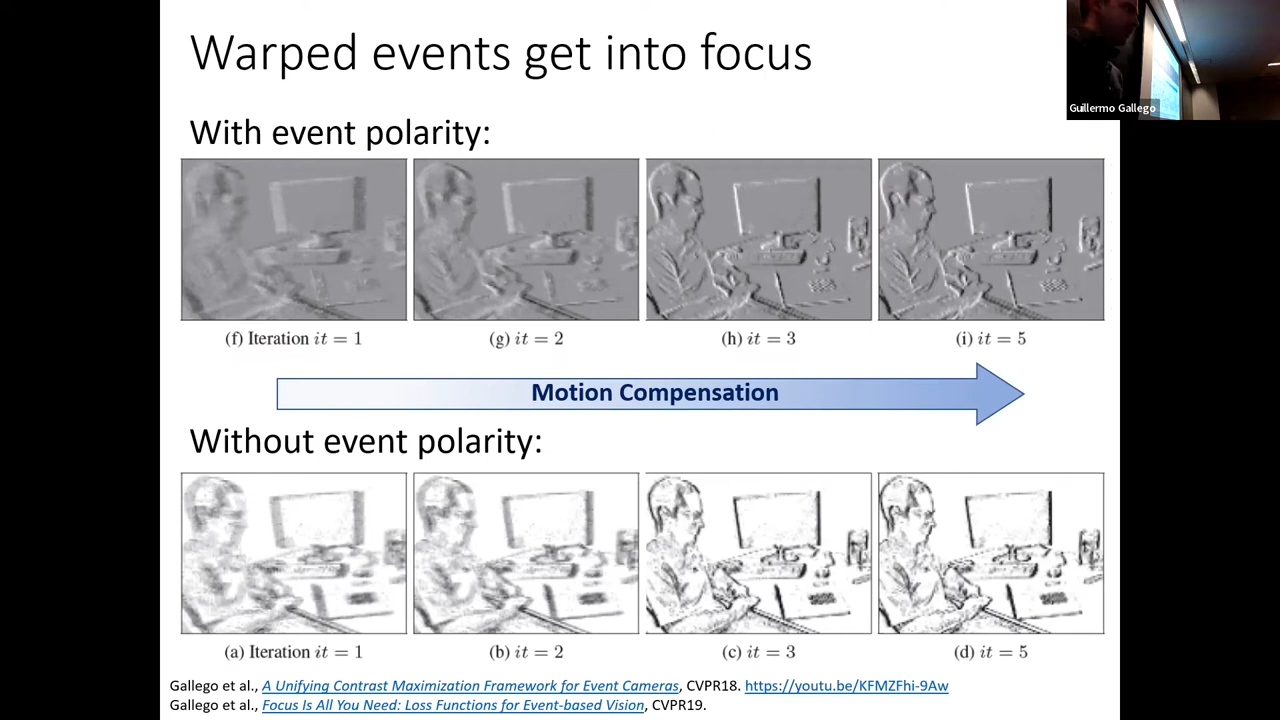 Warped events get into focus
Guillermo Gallego
With event polarity:
(f) Iteration it = 1
(g) it = 2
(h) it = 3
(i) it = 5
Motion Compensation
Without event polarity:
(a) Iteration it = 1
(b) it = 2
(c) it = 3
(d) it = 5
Gallego et al., A Unifying Contrast Maximization Framework for Event Cameras, CVPR18. https://youtu.be/KFMZFhi-9Aw
Gallego et al., Focus Is All You Need: Loss Functions for Event-based Vision, CVPR19.